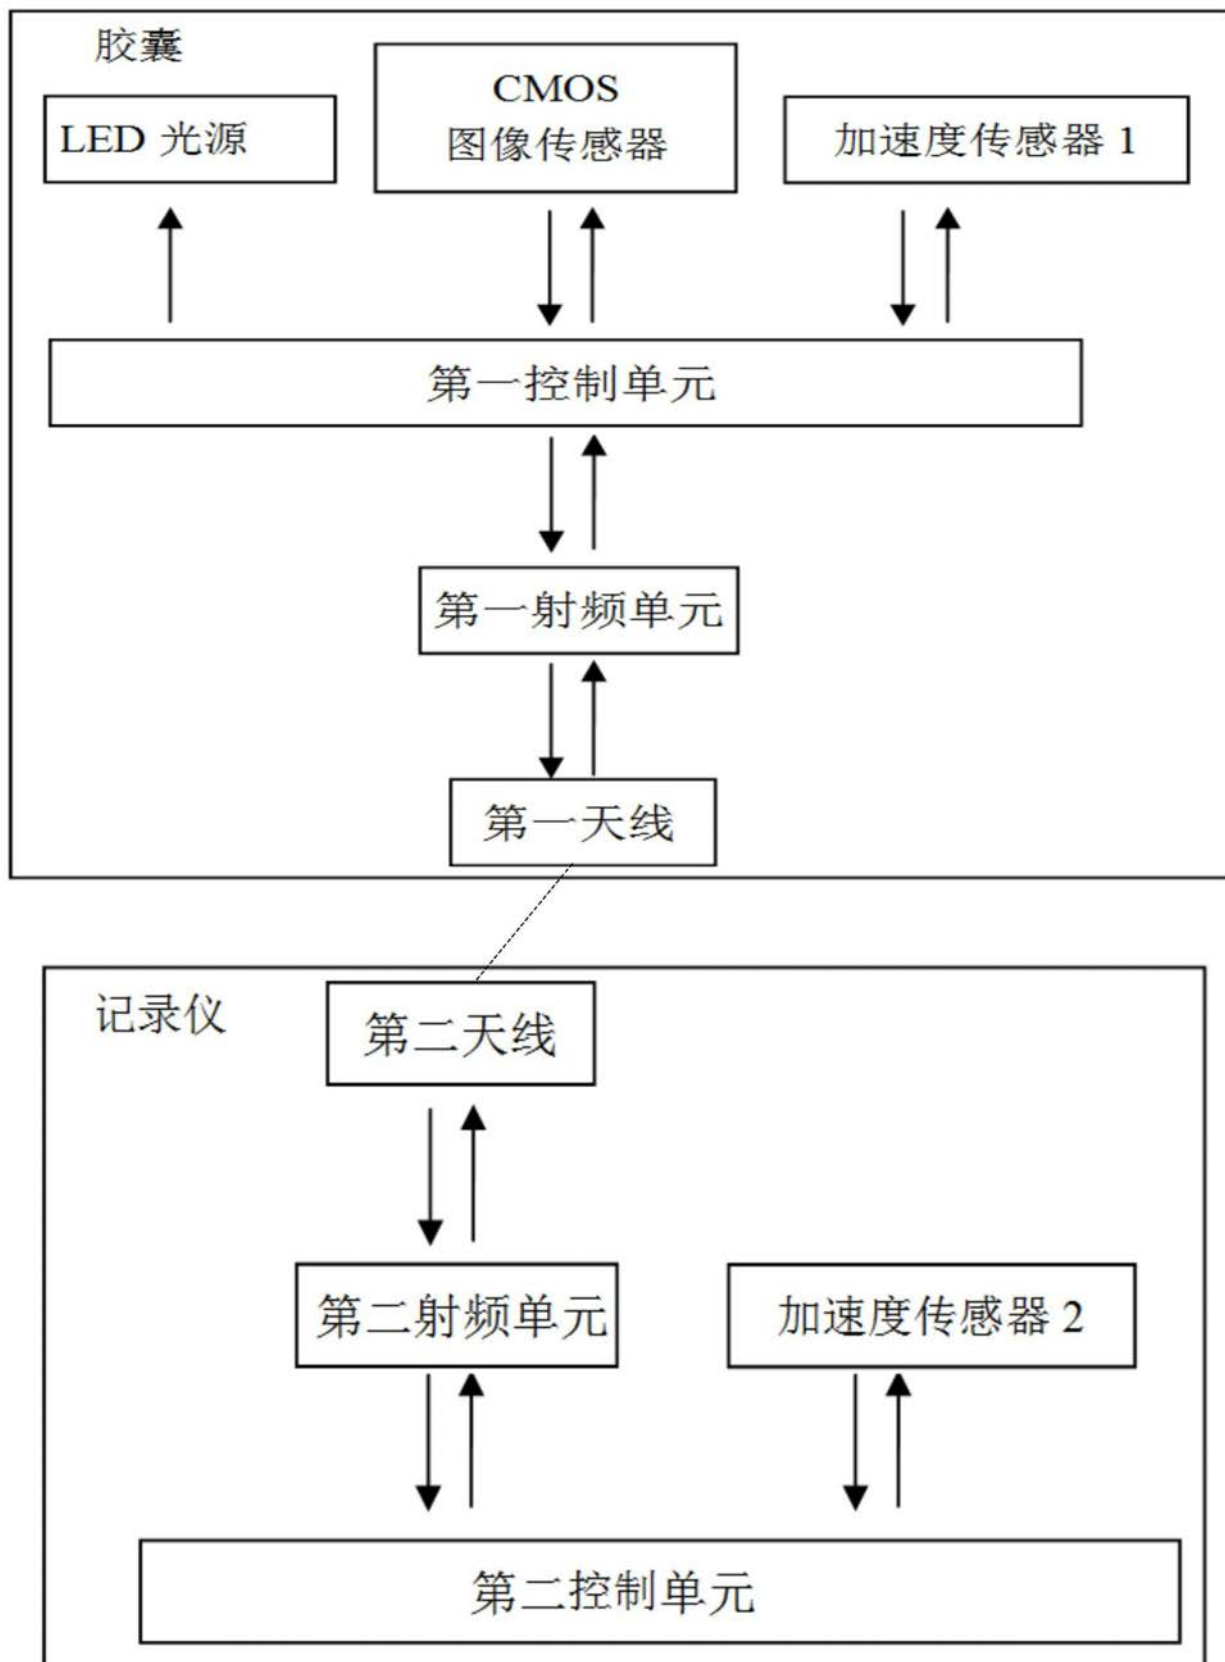 胶囊
LED 光源
CMOS
图像传感器
加速度传感器 1
第一控制单元
第一射频单元
第一天线
记录仪
第二天线
第二射频单元
加速度传感器 2
第二控制单元